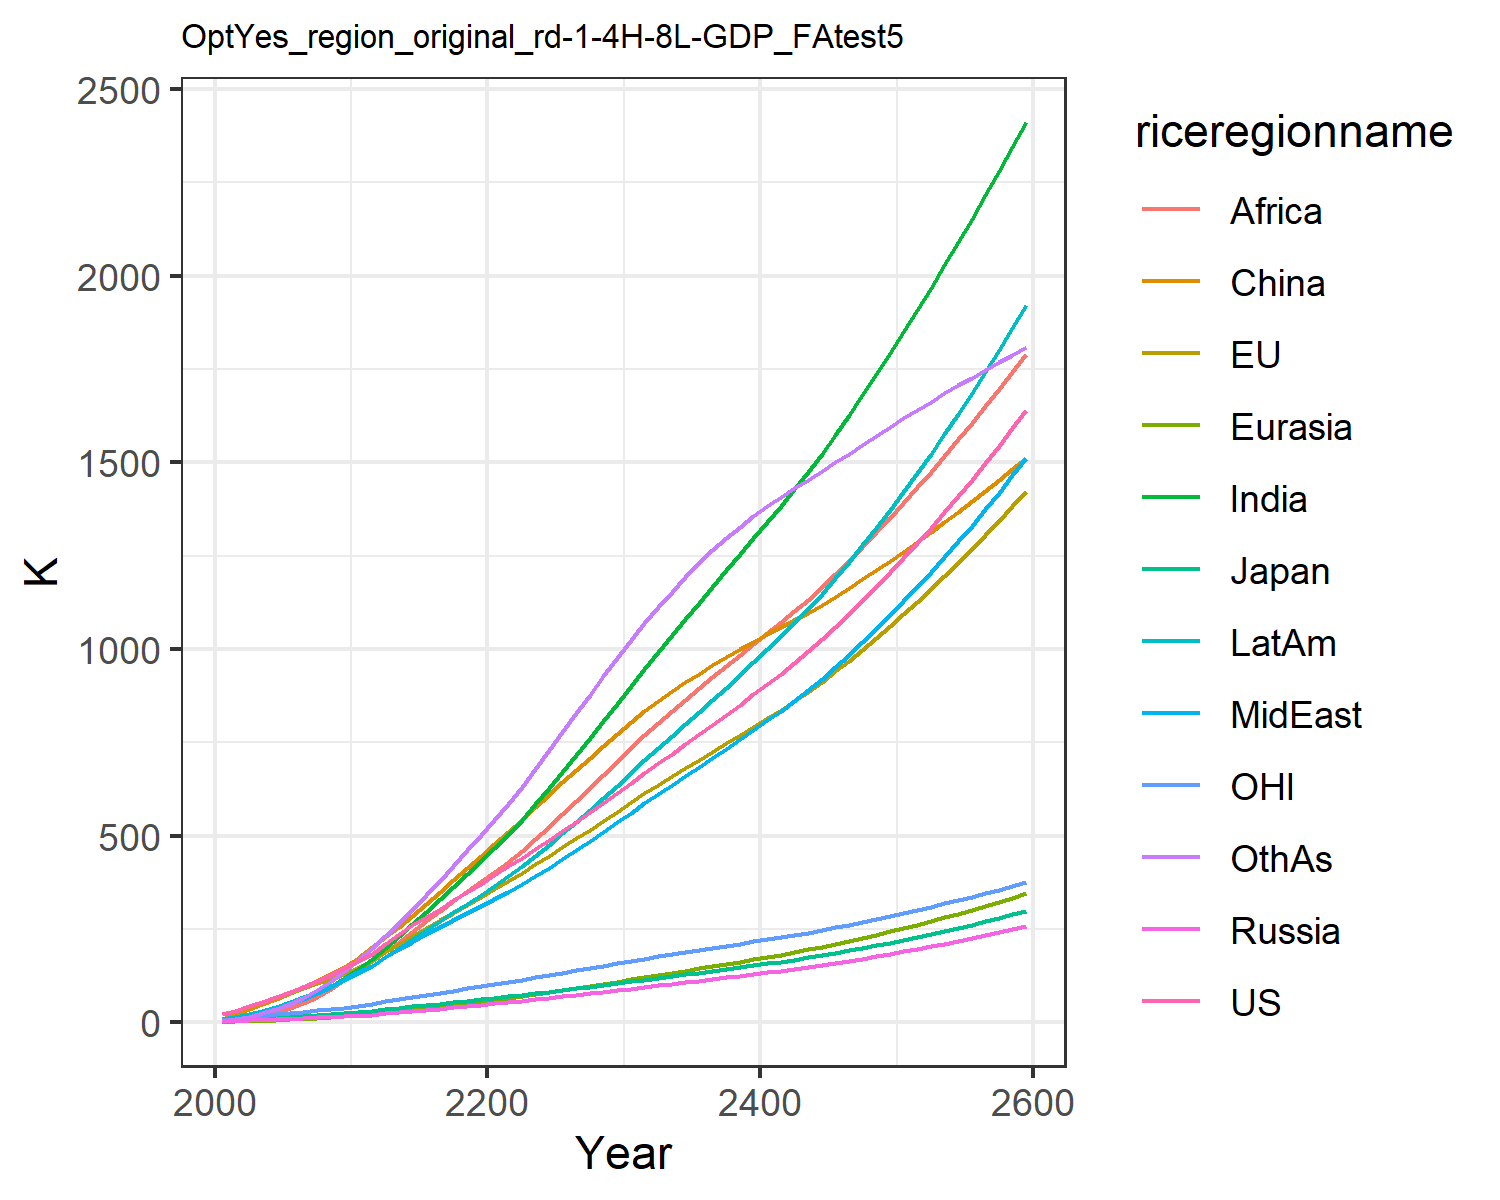 OptYes_region_original_rd-1-4H-8L-GDP_FAtest5
2500
2000
1500
1000
500
0
K
2000 2200 2400 2600
Year
riceregionname
Africa
China
EU
Eurasia
India
Japan
LatAm
MidEast
OHI
OthAs
Russia
US